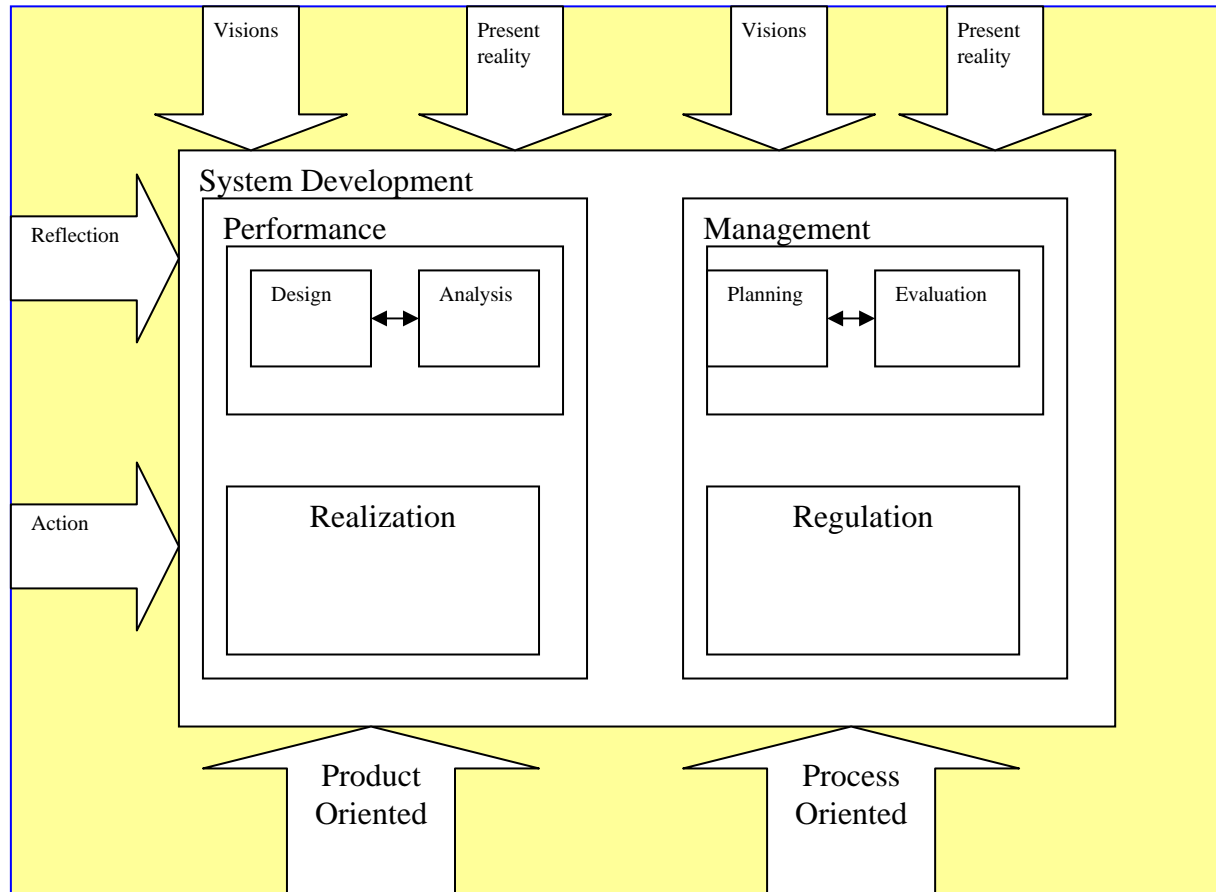 Visions
Present
reality
Visions
Present
reality
System Development
Performance
Management
Reflection
Design
Analysis
Planning
Evaluation
Realization
Regulation
Action
Product
Oriented
Process
Oriented